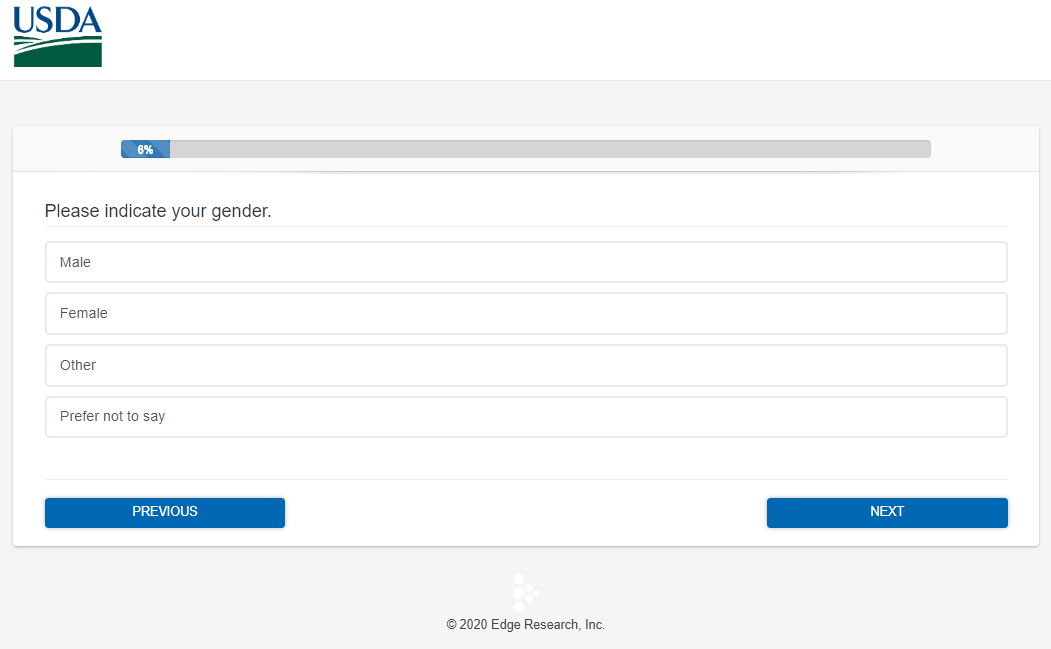 USDA
6%
Please indicate your gender.
Male
Female
Other
Prefer not to say
PREVIOUS
NEXT
© 2020 Edge Research, Inc.